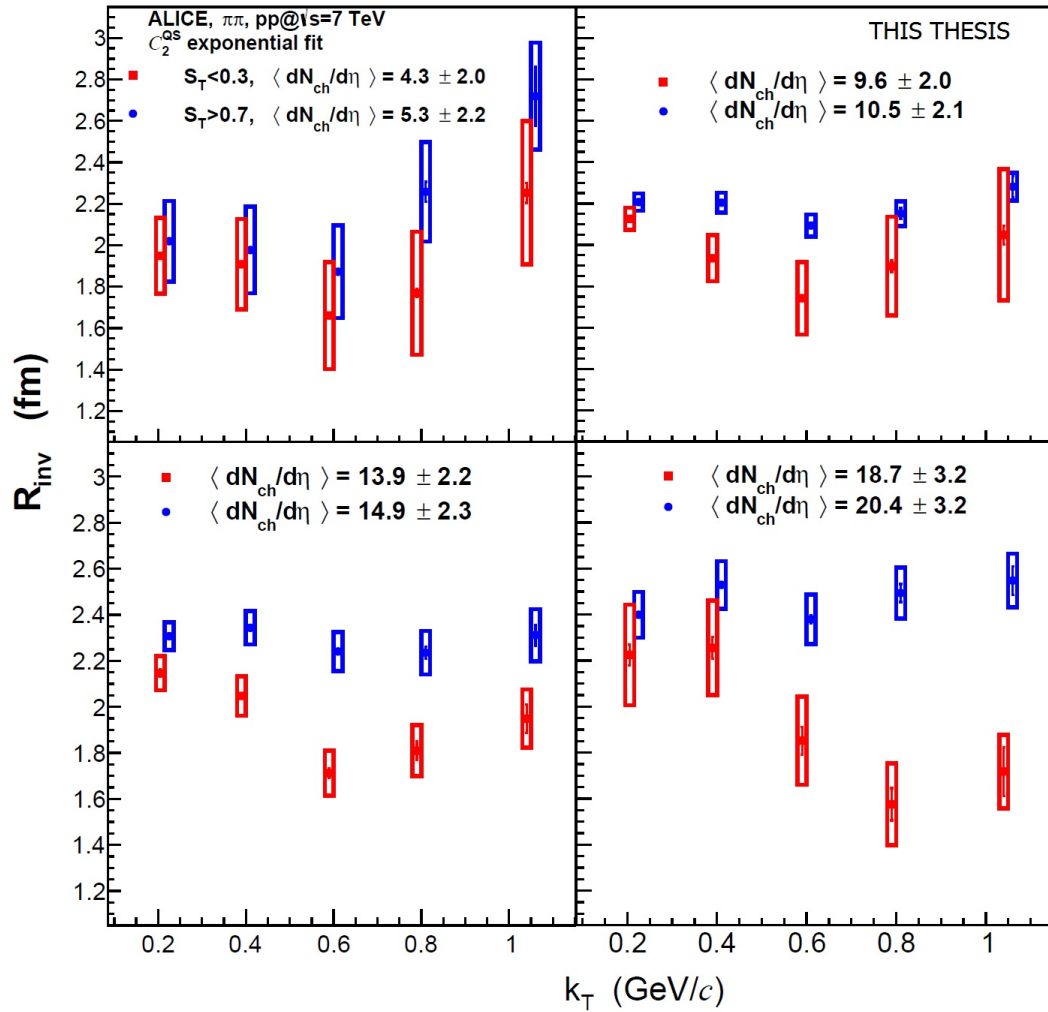 ALICE, ππ, pp@√s=7 TeV
C₂^QS exponential fit
S_T<0.3, ⟨ dN_ch/dη ⟩ = 4.3 ± 2.0
S_T>0.7, ⟨ dN_ch/dη ⟩ = 5.3 ± 2.2
THIS THESIS
⟨ dN_ch/dη ⟩ = 9.6 ± 2.0
⟨ dN_ch/dη ⟩ = 10.5 ± 2.1
3
2.8
2.6
2.4
2.2
2
1.8
1.6
1.4
1.2
R_inv (fm)
⟨ dN_ch/dη ⟩ = 13.9 ± 2.2
⟨ dN_ch/dη ⟩ = 14.9 ± 2.3
⟨ dN_ch/dη ⟩ = 18.7 ± 3.2
⟨ dN_ch/dη ⟩ = 20.4 ± 3.2
3
2.8
2.6
2.4
2.2
2
1.8
1.6
1.4
1.2
0.2 0.4 0.6 0.8 1
0.2 0.4 0.6 0.8 1
k_T (GeV/c)